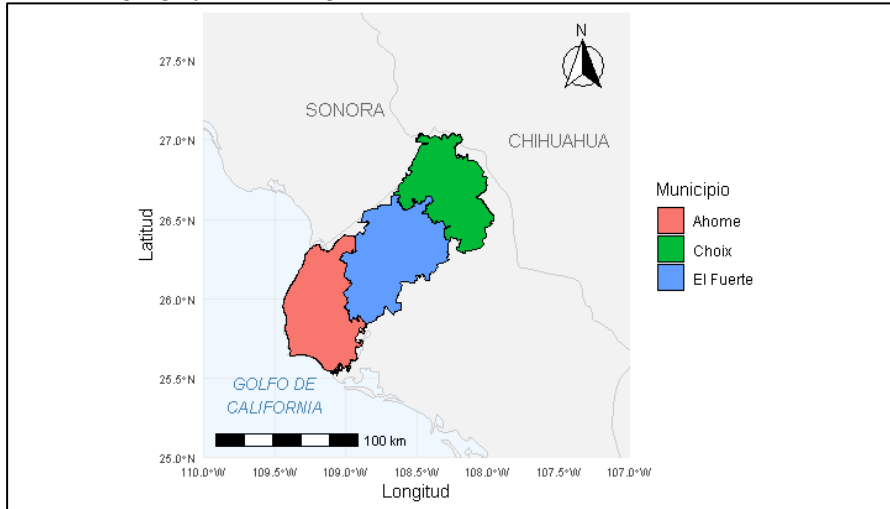 N
27.5°N
SONORA
27.0°N
CHIHUAHUA
Municipio
26.5°N
Ahome
Latitud
Choix
El Fuerte
26.0°N
25.5°N
GOLFO DE
CALIFORNIA
100 km
25.0°N
110.0°W 109.5°W 109.0°W 108.5°W 108.0°W 107.5°W 107.0°W
Longitud